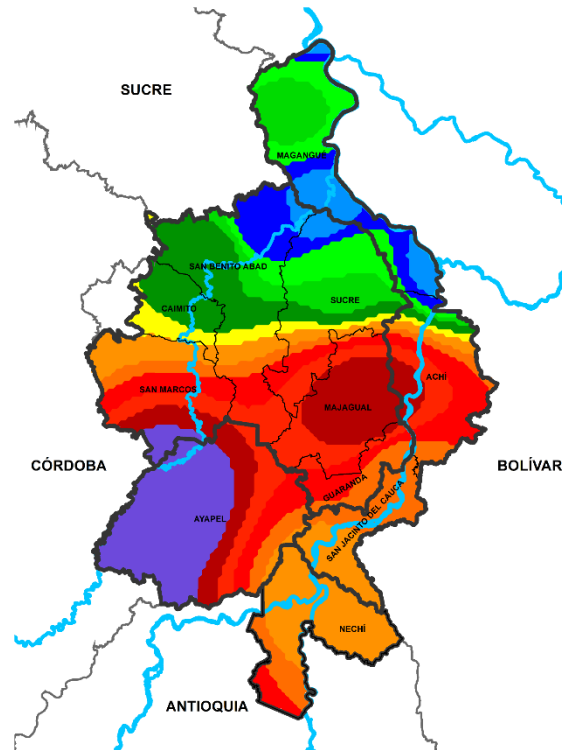 SUCRE
MAGANGUÉ
SAN BENITO ABAD
SUCRE
CAIMITO
ACHÍ
SAN MARCOS
MAJAGUAL
CÓRDOBA
BOLÍVAR
GUARANDA
AYAPEL
SAN JACINTO DEL CAUCA
NECHÍ
ANTIOQUIA